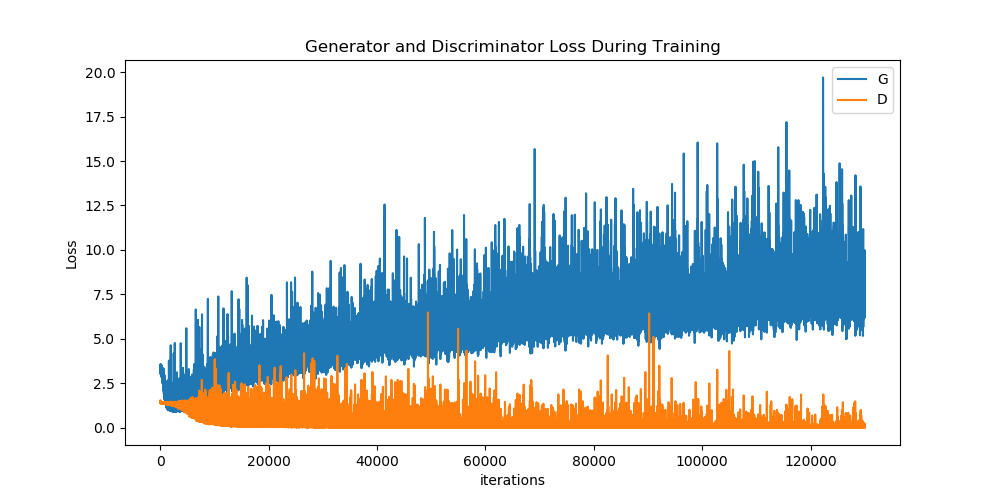 Generator and Discriminator Loss During Training
20.0
17.5
15.0
12.5
10.0
7.5
5.0
2.5
0.0
Loss
G
D
0 20000 40000 60000 80000 100000 120000
iterations